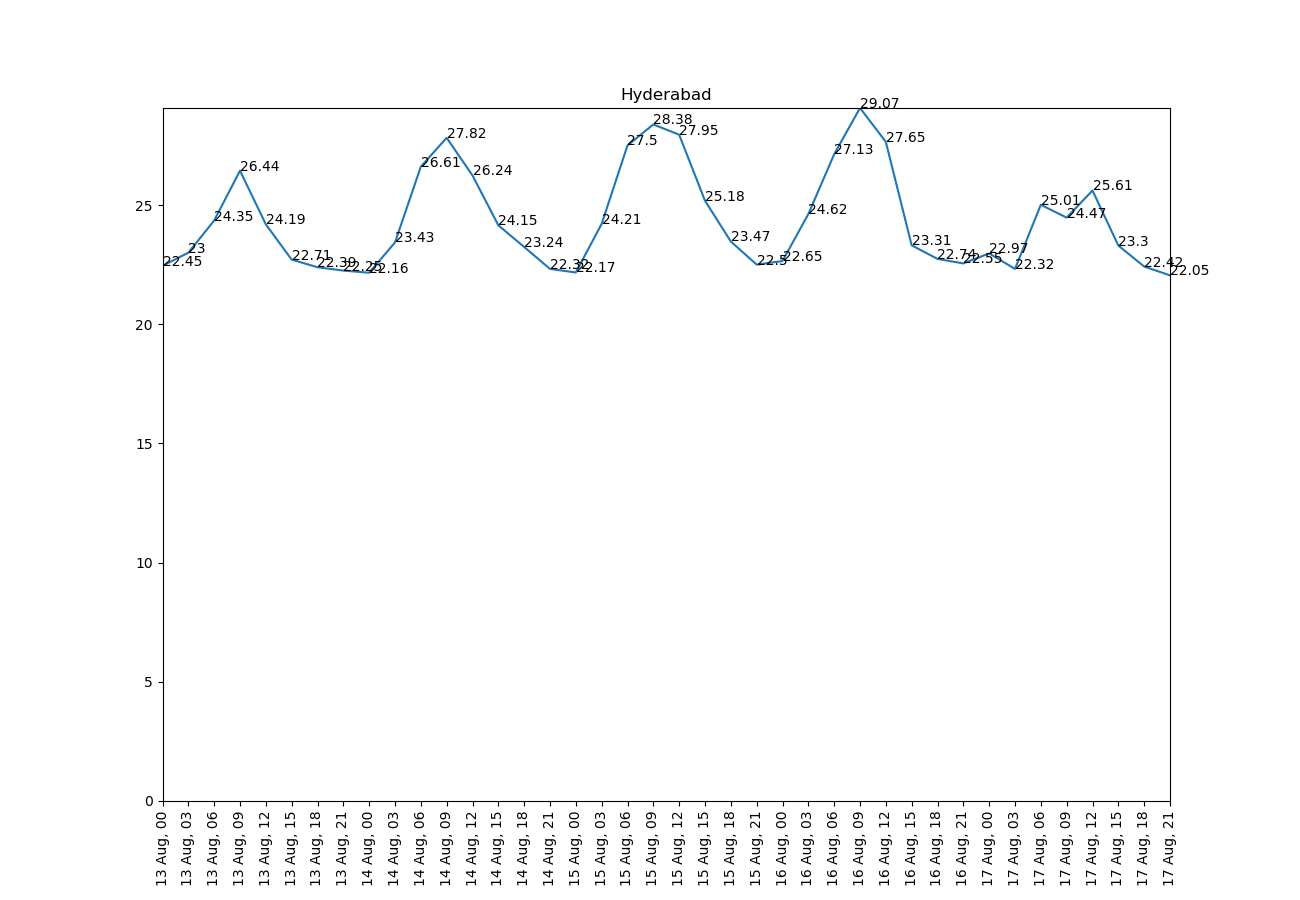 Hyderabad
29.07
28.38
27.95
27.82
27.65
27.5
27.13
26.61
26.44
26.24
25.61
25.18
25.01
24.62
24.47
24.35
24.21
24.19
24.15
23.47
23.43
23.31
23.3
23.24
23
22.97
22.74
22.71
22.65
22.55
22.5
22.45
22.42
22.39
22.32
22.32
22.25
22.17
22.16
22.05
25
20
15
10
5
0
13 Aug, 00
13 Aug, 03
13 Aug, 06
13 Aug, 09
13 Aug, 12
13 Aug, 15
13 Aug, 18
13 Aug, 21
14 Aug, 00
14 Aug, 03
14 Aug, 06
14 Aug, 09
14 Aug, 12
14 Aug, 15
14 Aug, 18
14 Aug, 21
15 Aug, 00
15 Aug, 03
15 Aug, 06
15 Aug, 09
15 Aug, 12
15 Aug, 15
15 Aug, 18
15 Aug, 21
16 Aug, 00
16 Aug, 03
16 Aug, 06
16 Aug, 09
16 Aug, 12
16 Aug, 15
16 Aug, 18
16 Aug, 21
17 Aug, 00
17 Aug, 03
17 Aug, 06
17 Aug, 09
17 Aug, 12
17 Aug, 15
17 Aug, 18
17 Aug, 21